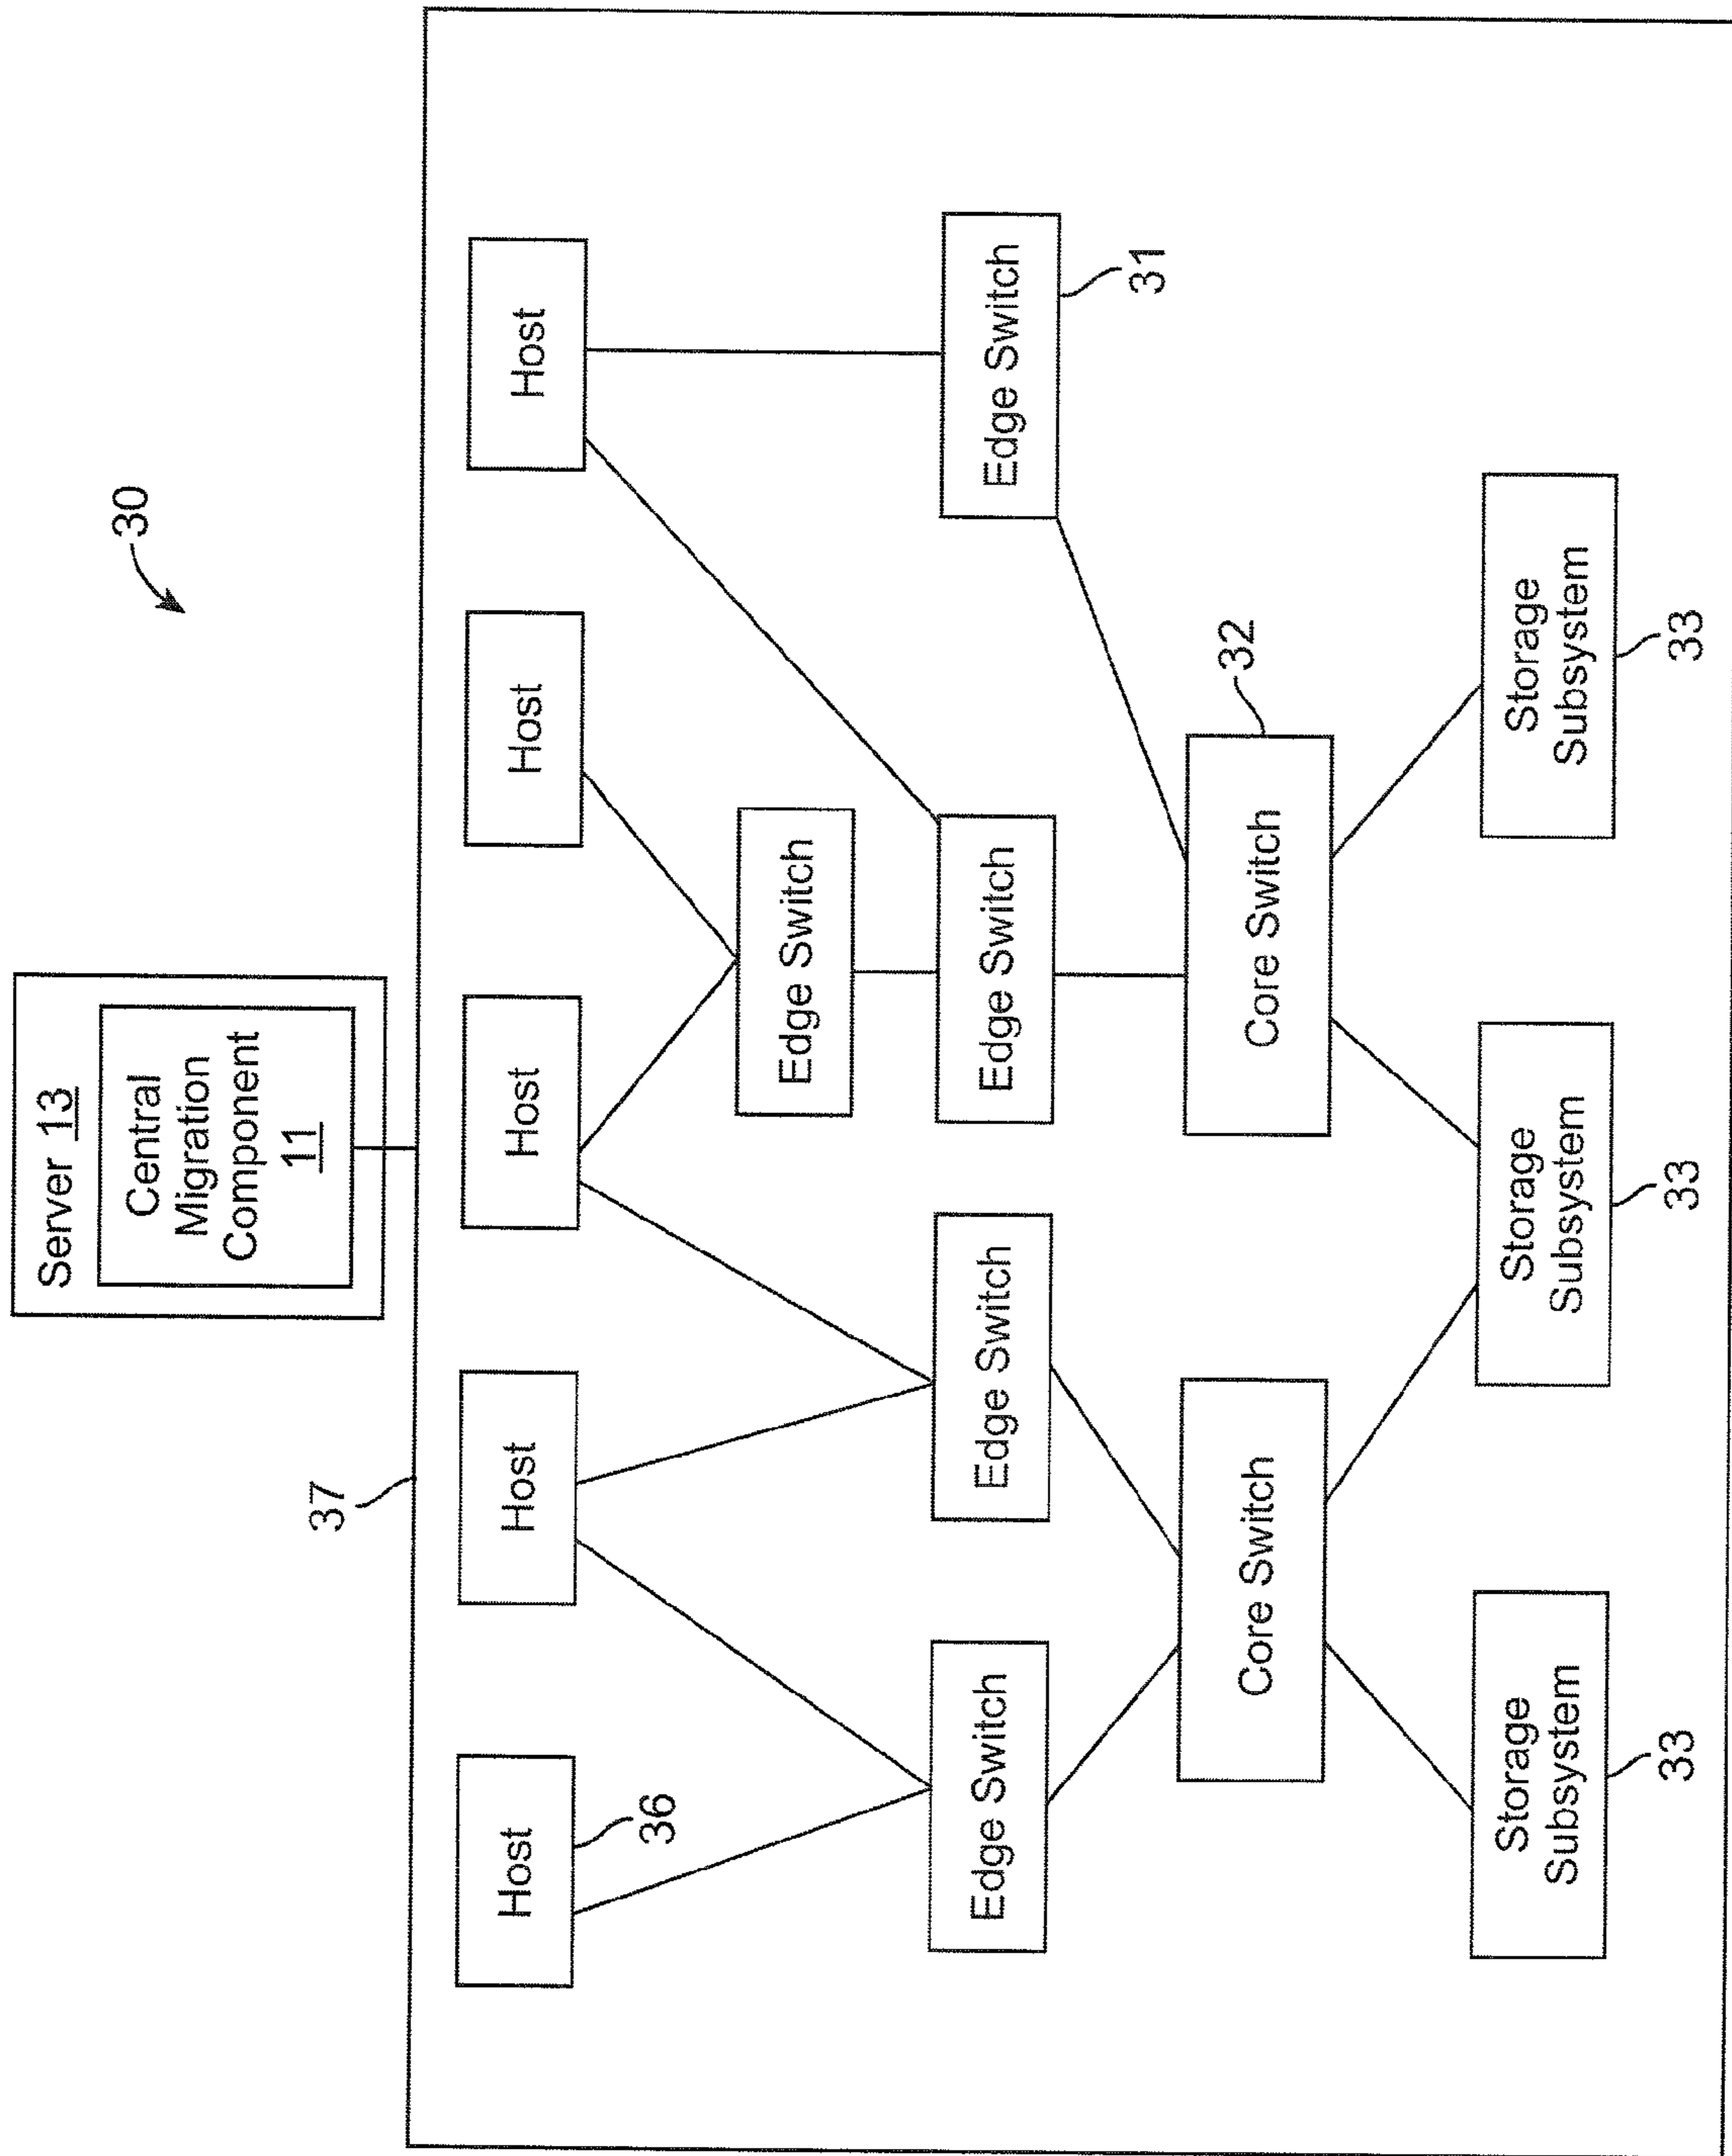 30
Server 13
Central
Migration
Component
11
37
Host
Host
Host
Host
Host
36
Edge Switch
Edge Switch
Edge Switch
Edge Switch
Edge Switch
31
Core Switch
Core Switch
32
Storage
Subsystem
33
Storage
Subsystem
33
Storage
Subsystem
33